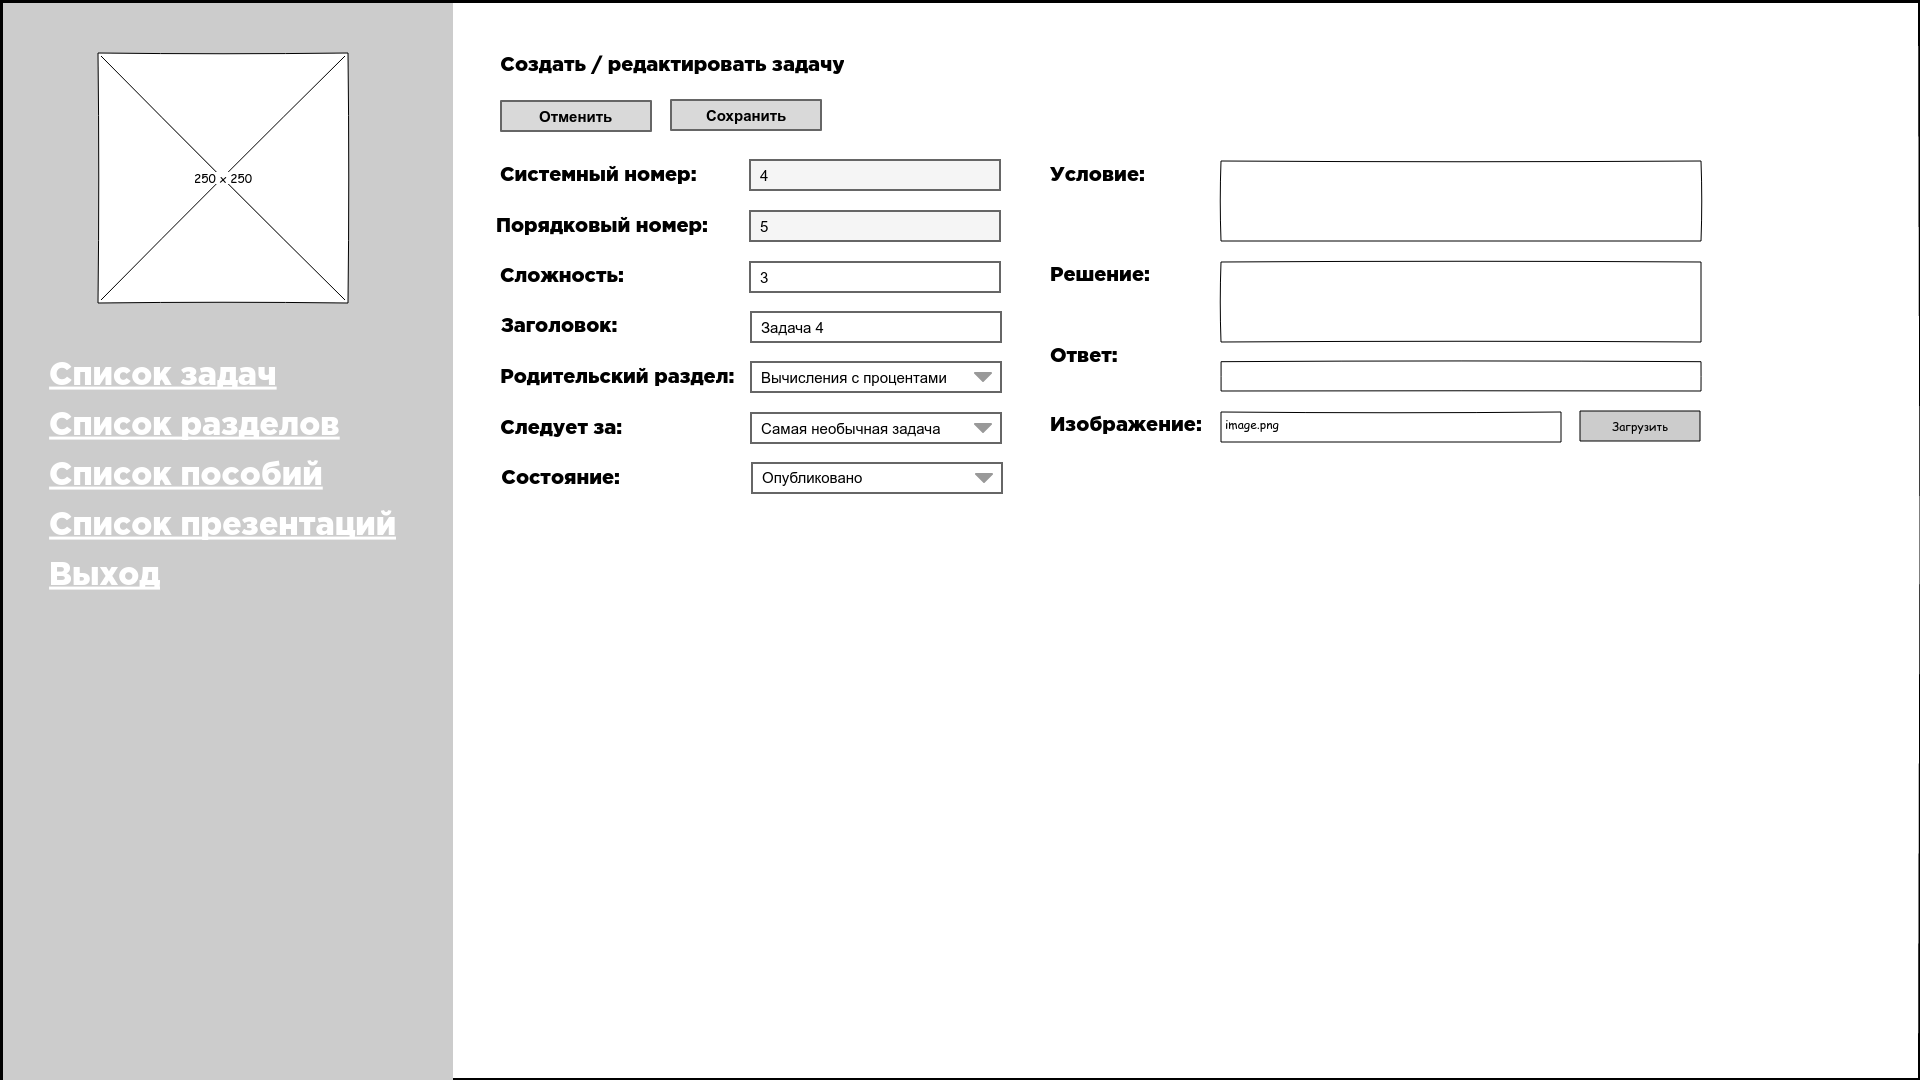 250 × 250
Список задач
Список разделов
Список пособий
Список презентаций
Выход
Создать / редактировать задачу
Отменить
Сохранить
Системный номер:
4
Порядковый номер:
5
Сложность:
3
Заголовок:
Задача 4
Родительский раздел:
Вычисления с процентами
Следует за:
Самая необычная задача
Состояние:
Опубликовано
Условие:
Решение:
Ответ:
Изображение:
image.png
Загрузить